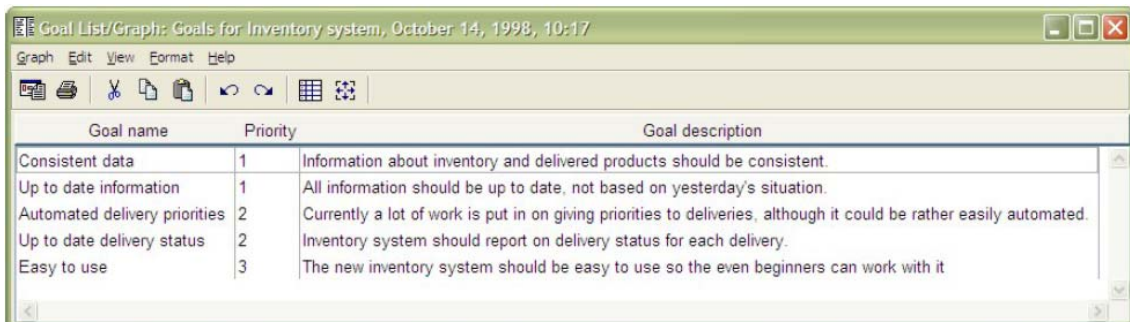 Goal List/Graph: Goals for Inventory system, October 14, 1998, 10:17
Graph Edit View Format Help
Goal name Priority Goal description
Consistent data 1 Information about inventory and delivered products should be consistent.
Up to date information 1 All information should be up to date, not based on yesterday's situation.
Automated delivery priorities 2 Currently a lot of work is put in on giving priorities to deliveries, although it could be rather easily automated.
Up to date delivery status 2 Inventory system should report on delivery status for each delivery.
Easy to use 3 The new inventory system should be easy to use so the even beginners can work with it